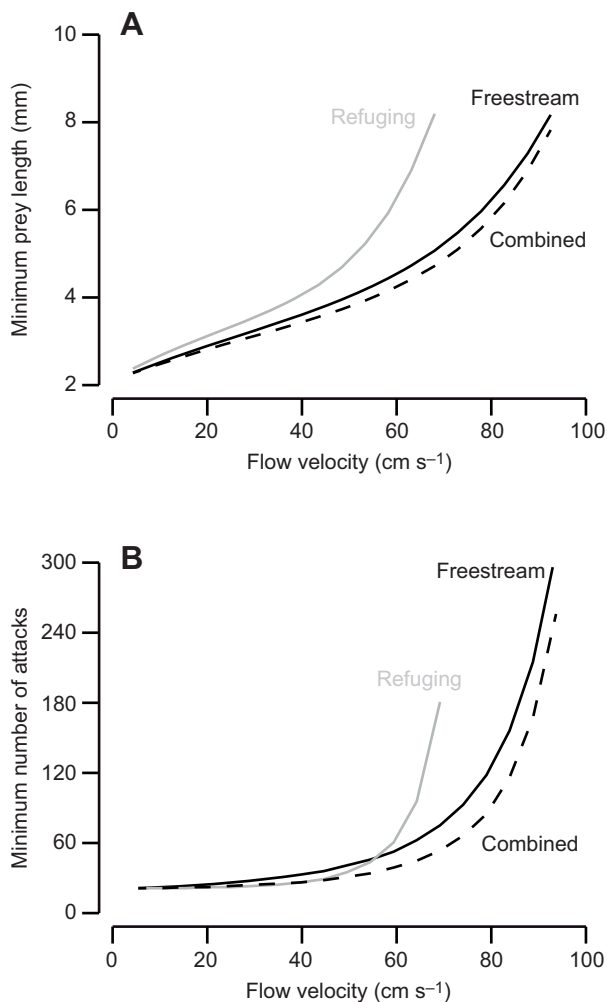 A
10
8
6
4
2
Minimum prey length (mm)
Refuging
Freestream
Combined
0 20 40 60 80 100
Flow velocity (cm s⁻¹)
B
300
240
180
120
60
0
Minimum number of attacks
Freestream
Refuging
Combined
0 20 40 60 80 100
Flow velocity (cm s⁻¹)